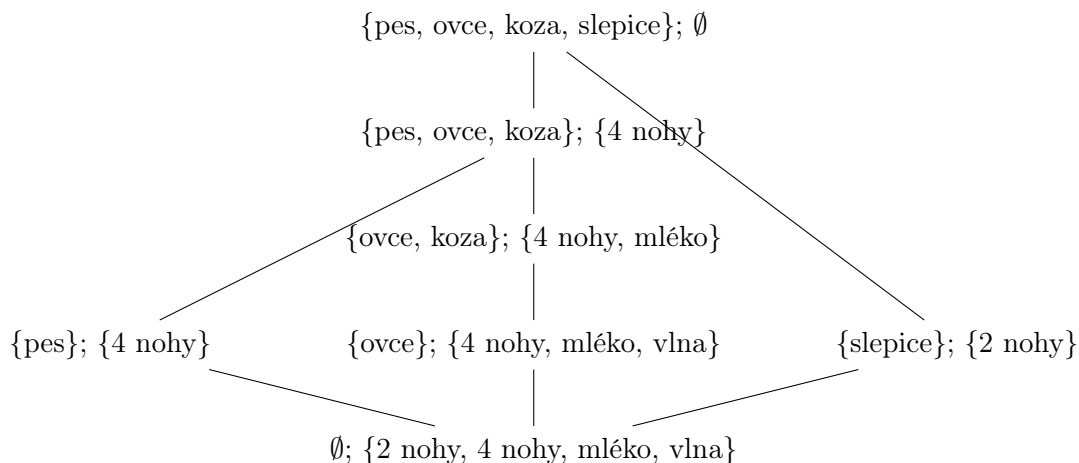 {pes, ovce, koza, slepice}; ∅
{pes, ovce, koza}; {4 nohy}
{ovce, koza}; {4 nohy, mléko}
{pes}; {4 nohy}
{ovce}; {4 nohy, mléko, vlna}
{slepice}; {2 nohy}
∅; {2 nohy, 4 nohy, mléko, vlna}